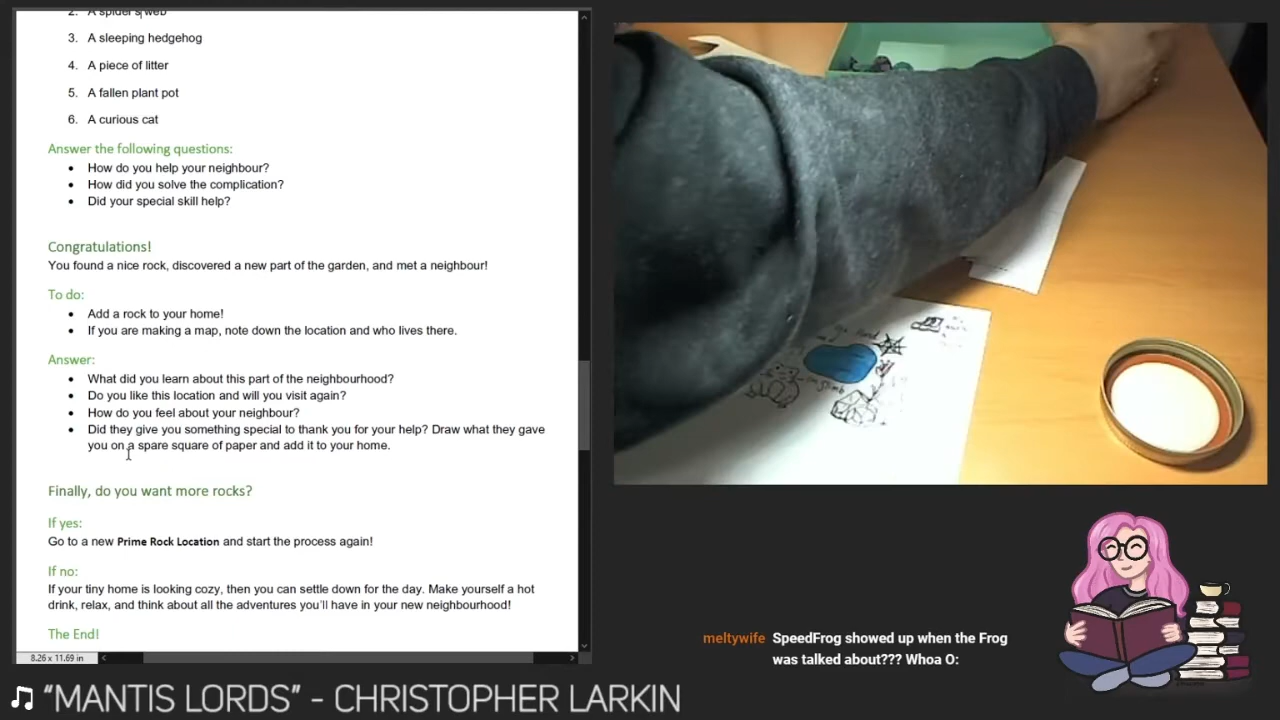 2. A spider's web
3. A sleeping hedgehog
4. A piece of litter
5. A fallen plant pot
6. A curious cat
Answer the following questions:
• How do you help your neighbour?
• How did you solve the complication?
• Did your special skill help?
Congratulations!
You found a nice rock, discovered a new part of the garden, and met a neighbour!
To do:
• Add a rock to your home!
• If you are making a map, note down the location and who lives there.
Answer:
• What did you learn about this part of the neighbourhood?
• Do you like this location and will you visit again?
• How do you feel about your neighbour?
• Did they give you something special to thank you for your help? Draw what they gave
you on a spare square of paper and add it to your home.
Finally, do you want more rocks?
If yes:
Go to a new Prime Rock Location and start the process again!
If no:
If your tiny home is looking cozy, then you can settle down for the day. Make yourself a hot
drink, relax, and think about all the adventures you'll have in your new neighbourhood!
The End!
8.26 x 11.69 in
meltywife SpeedFrog showed up when the Frog
was talked about??? Whoa O:
"MANTIS LORDS" - CHRISTOPHER LARKIN